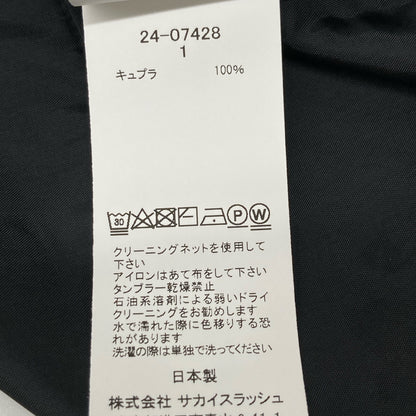 24-07428
1
キュプラ 100%
30 P W
クリーニングネットを使用して
下さい
アイロンはあて布をして下さい
タンブラー乾燥禁止
石油系溶剤による弱いドライ
クリーニングをお勧めします
水で濡れた際に色移りする恐
れがあります
洗濯の際は単独で洗ってください
日本製
株式会社 サカイスラッシュ